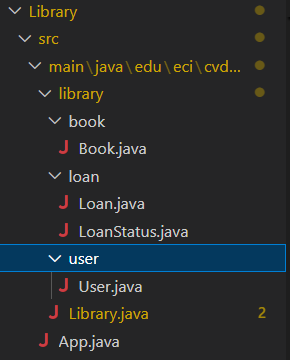 Library
src
main\java\edu\eci\cvd...
library
book
J Book.java
loan
J Loan.java
J LoanStatus.java
user
J User.java
J Library.java 2
J App.java